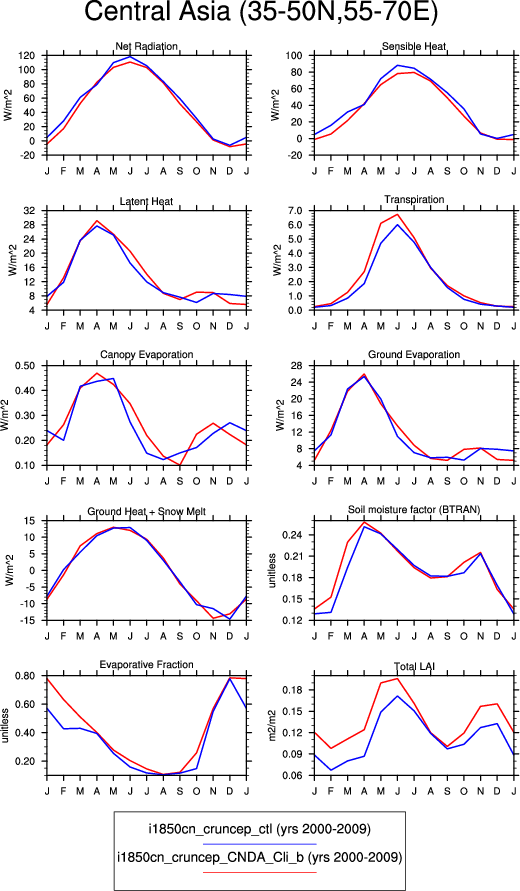 Central Asia (35-50N,55-70E)
Net Radiation
W/m^2
120
100
80
60
40
20
0
-20
J F M A M J J A S O N D J
Sensible Heat
W/m^2
100
80
60
40
20
0
-20
J F M A M J J A S O N D J
Latent Heat
W/m^2
32
28
24
20
16
12
8
4
J F M A M J J A S O N D J
Transpiration
W/m^2
7.0
6.0
5.0
4.0
3.0
2.0
1.0
0.0
J F M A M J J A S O N D J
Canopy Evaporation
W/m^2
0.50
0.40
0.30
0.20
0.10
J F M A M J J A S O N D J
Ground Evaporation
W/m^2
28
24
20
16
12
8
4
J F M A M J J A S O N D J
Ground Heat + Snow Melt
W/m^2
15
10
5
0
-5
-10
-15
J F M A M J J A S O N D J
Soil moisture factor (BTRAN)
unitless
0.24
0.21
0.18
0.15
0.12
J F M A M J J A S O N D J
Evaporative Fraction
unitless
0.80
0.60
0.40
0.20
J F M A M J J A S O N D J
Total LAI
m2/m2
0.18
0.15
0.12
0.09
0.06
J F M A M J J A S O N D J
i1850cn_cruncep_ctl (yrs 2000-2009)
i1850cn_cruncep_CNDA_Cli_b (yrs 2000-2009)